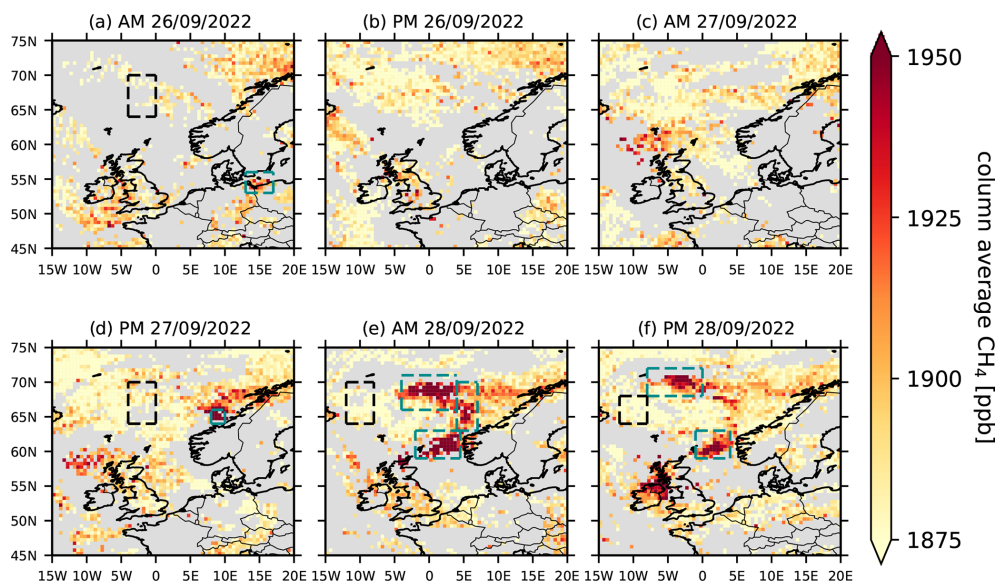 (a) AM 26/09/2022
(b) PM 26/09/2022
(c) AM 27/09/2022
75N
70N
65N
60N
55N
50N
45N
15W 10W 5W 0 5E 10E 15E 20E
15W 10W 5W 0 5E 10E 15E 20E
15W 10W 5W 0 5E 10E 15E 20E
(d) PM 27/09/2022
(e) AM 28/09/2022
(f) PM 28/09/2022
75N
70N
65N
60N
55N
50N
45N
15W 10W 5W 0 5E 10E 15E 20E
15W 10W 5W 0 5E 10E 15E 20E
15W 10W 5W 0 5E 10E 15E 20E
1950
1925
1900
1875
column average CH₄ [ppb]